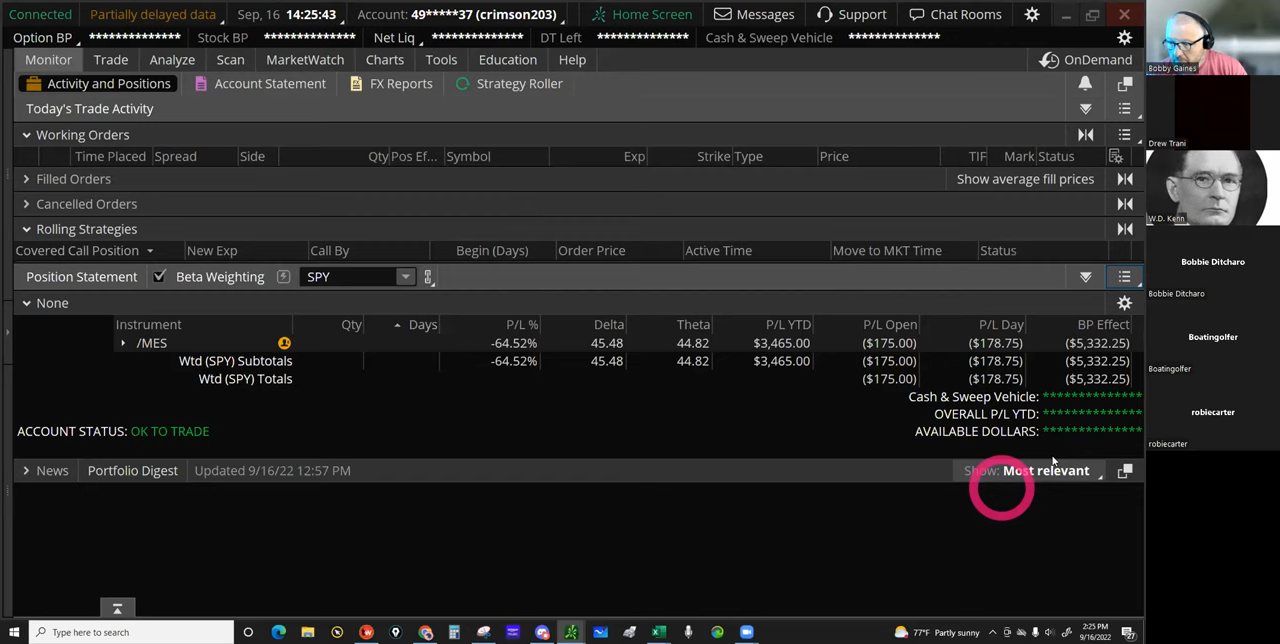 Connected Partially delayed data Sep, 16 14:25:43 Account: 49*****37 (crimson203) Home Screen Messages Support Chat Rooms
Option BP ************** Stock BP ************** Net Liq ************** DT Left ************** Cash & Sweep Vehicle **************
Monitor Trade Analyze Scan MarketWatch Charts Tools Education Help OnDemand
Activity and Positions Account Statement FX Reports Strategy Roller
Today's Trade Activity
Working Orders
Time Placed Spread Side Qty Pos Ef... Symbol Exp Strike Type Price TIF Mark Status
Filled Orders Show average fill prices
Cancelled Orders
Rolling Strategies
Covered Call Position New Exp Call By Begin (Days) Order Price Active Time Move to MKT Time Status
Position Statement Beta Weighting SPY
None
Instrument Qty Days P/L % Delta Theta P/L YTD P/L Open P/L Day BP Effect
/MES -64.52% 45.48 44.82 $3,465.00 ($175.00) ($178.75) ($5,332.25)
Wtd (SPY) Subtotals -64.52% 45.48 44.82 $3,465.00 ($175.00) ($178.75) ($5,332.25)
Wtd (SPY) Totals ($175.00) ($178.75) ($5,332.25)
Cash & Sweep Vehicle: **************
OVERALL P/L YTD: **************
ACCOUNT STATUS: OK TO TRADE AVAILABLE DOLLARS: **************
News Portfolio Digest Updated 9/16/22 12:57 PM Show: Most relevant
Type here to search 77°F Partly sunny 2:25 PM
9/16/2022 27
Bobby Gaines
Drew Trani
W.D. Kenn
Bobbie Ditcharo
Bobbie Ditcharo
Boatingolfer
Boatingolfer
robiecarter
robiecarter